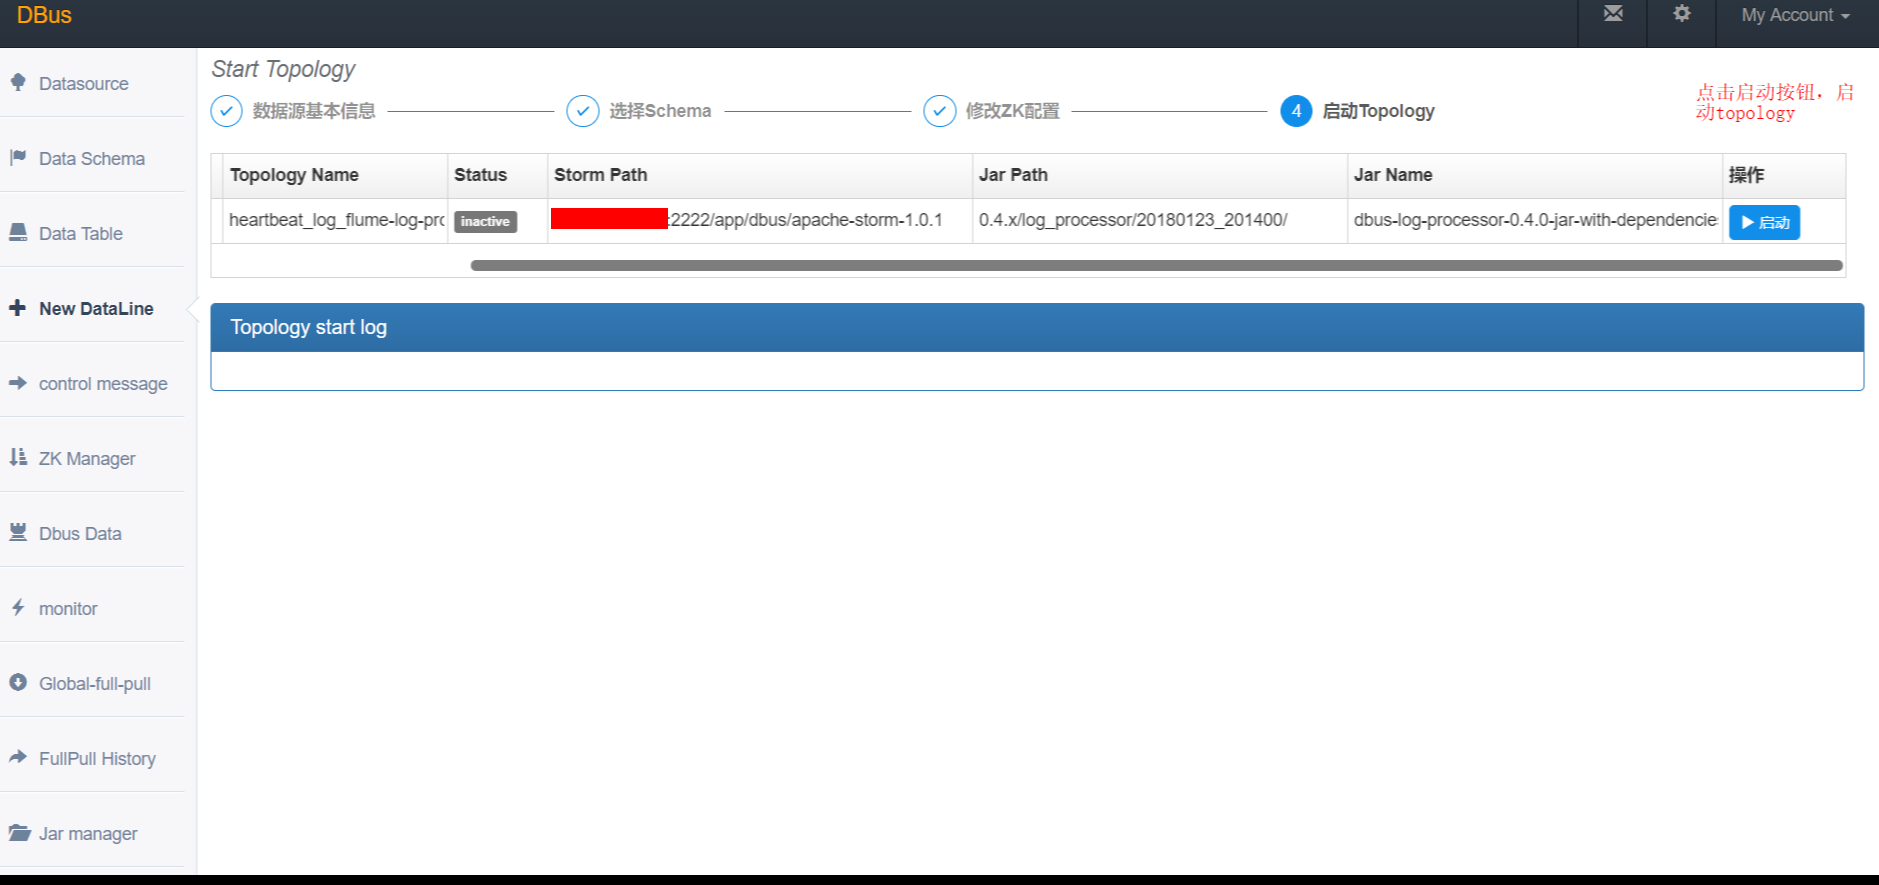 DBus
My Account
Datasource
Data Schema
Data Table
New DataLine
control message
ZK Manager
Dbus Data
monitor
Global-full-pull
FullPull History
Jar manager
Start Topology
数据源基本信息
选择Schema
修改ZK配置
4 启动Topology
点击启动按钮，启
动topology
Topology Name Status Storm Path Jar Path Jar Name 操作
heartbeat_log_flume-log-pro inactive :2222/app/dbus/apache-storm-1.0.1 0.4.x/log_processor/20180123_201400/ dbus-log-processor-0.4.0-jar-with-dependencie 启动
Topology start log